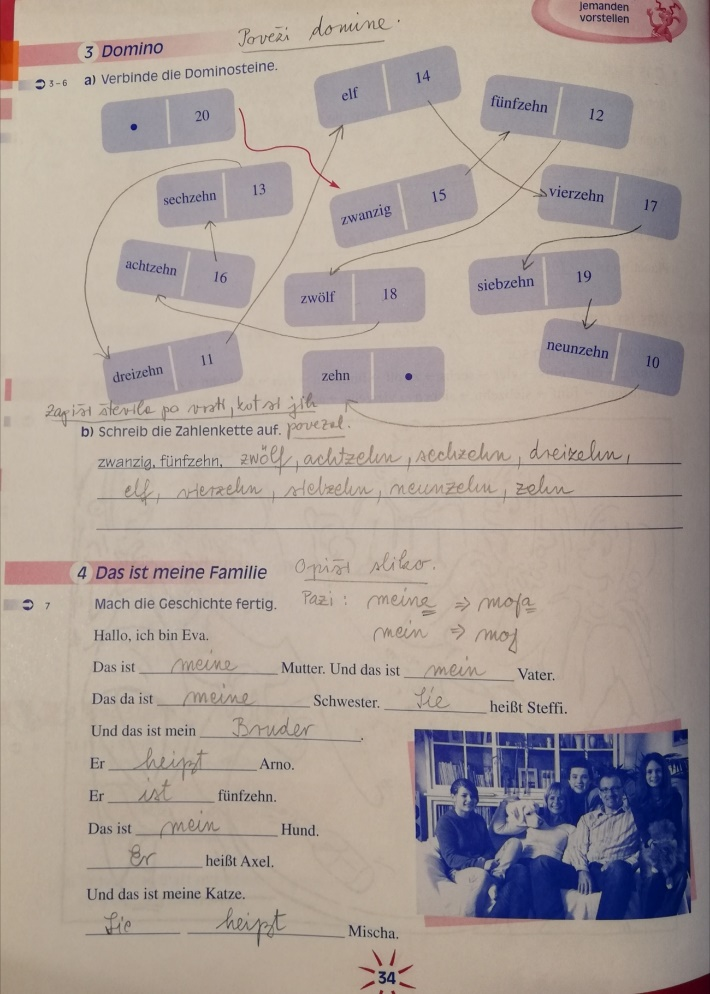 jemanden
vorstellen
3 Domino
Poveži domine.
3-6 a) Verbinde die Dominosteine.
• 20
elf 14
fünfzehn 12
sechzehn 13
zwanzig 15
vierzehn 17
achtzehn 16
zwölf 18
siebzehn 19
dreizehn 11
zehn •
neunzehn 10
Zapiši števila po vrsti, kot si jih
b) Schreib die Zahlenkette auf. povezal.
zwanzig, fünfzehn, zwölf, achtzehn, sechzehn, dreizehn,
elf, vierzehn, siebzehn, neunzehn, zehn
4 Das ist meine Familie Opiši sliko.
7 Mach die Geschichte fertig. Pazi: meine => moja
Hallo, ich bin Eva. mein => moj
Das ist meine Mutter. Und das ist mein Vater.
Das da ist meine Schwester. Sie heißt Steffi.
Und das ist mein Bruder.
Er heißt Arno.
Er ist fünfzehn.
Das ist mein Hund.
Er heißt Axel.
Und das ist meine Katze.
Sie heißt Mischa.
34